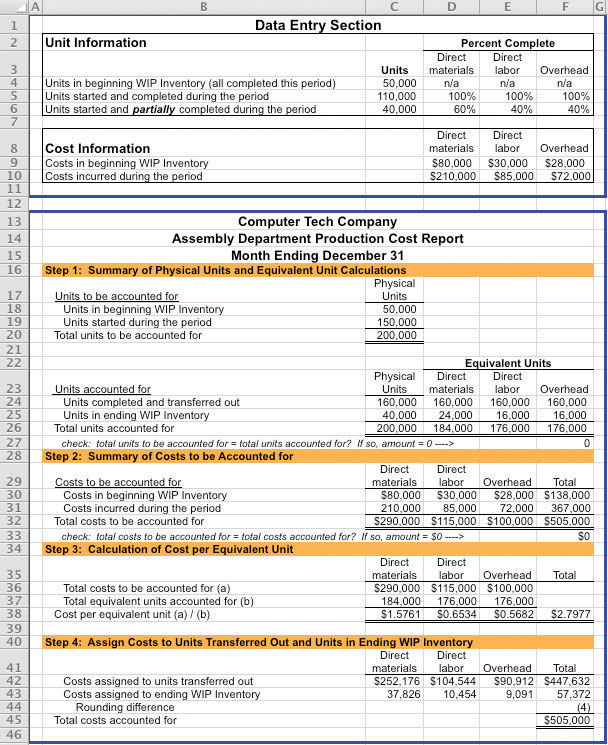 A B C D E F G
1 Data Entry Section
2 Unit Information Percent Complete
Direct Direct
3 Units materials labor Overhead
4 Units in beginning WIP Inventory (all completed this period) 50,000 n/a n/a n/a
5 Units started and completed during the period 110,000 100% 100% 100%
6 Units started and partially completed during the period 40,000 60% 40% 40%
7
Direct Direct
8 Cost Information materials labor Overhead
9 Costs in beginning WIP Inventory $80,000 $30,000 $28,000
10 Costs incurred during the period $210,000 $85,000 $72,000
11
12
13 Computer Tech Company
14 Assembly Department Production Cost Report
15 Month Ending December 31
16 Step 1: Summary of Physical Units and Equivalent Unit Calculations
Physical
17 Units to be accounted for Units
18 Units in beginning WIP Inventory 50,000
19 Units started during the period 150,000
20 Total units to be accounted for 200,000
21
22 Equivalent Units
Physical Direct Direct
23 Units accounted for Units materials labor Overhead
24 Units completed and transferred out 160,000 160,000 160,000 160,000
25 Units in ending WIP Inventory 40,000 24,000 16,000 16,000
26 Total units accounted for 200,000 184,000 176,000 176,000
27 check: total units to be accounted for = total units accounted for? If so, amount = 0 ----> 0
28 Step 2: Summary of Costs to be Accounted for
Direct Direct
29 Costs to be accounted for materials labor Overhead Total
30 Costs in beginning WIP Inventory $80,000 $30,000 $28,000 $138,000
31 Costs incurred during the period 210,000 85,000 72,000 367,000
32 Total costs to be accounted for $290,000 $115,000 $100,000 $505,000
33 check: total costs to be accounted for = total costs accounted for? If so, amount = $0 ----> $0
34 Step 3: Calculation of Cost per Equivalent Unit
Direct Direct
35 materials labor Overhead Total
36 Total costs to be accounted for (a) $290,000 $115,000 $100,000
37 Total equivalent units accounted for (b) 184,000 176,000 176,000
38 Cost per equivalent unit (a) / (b) $1.5761 $0.6534 $0.5682 $2.7977
39
40 Step 4: Assign Costs to Units Transferred Out and Units in Ending WIP Inventory
Direct Direct
41 materials labor Overhead Total
42 Costs assigned to units transferred out $252,176 $104,544 $90,912 $447,632
43 Costs assigned to ending WIP Inventory 37,826 10,454 9,091 57,372
44 Rounding difference (4)
45 Total costs accounted for $505,000
46